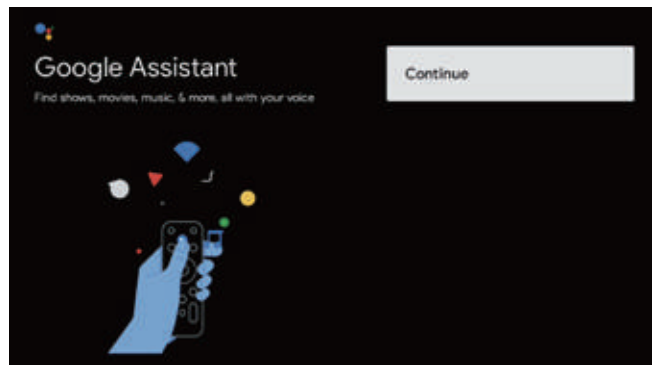 Google Assistant
Find shows, movies, music, & more, all with your voice
Continue